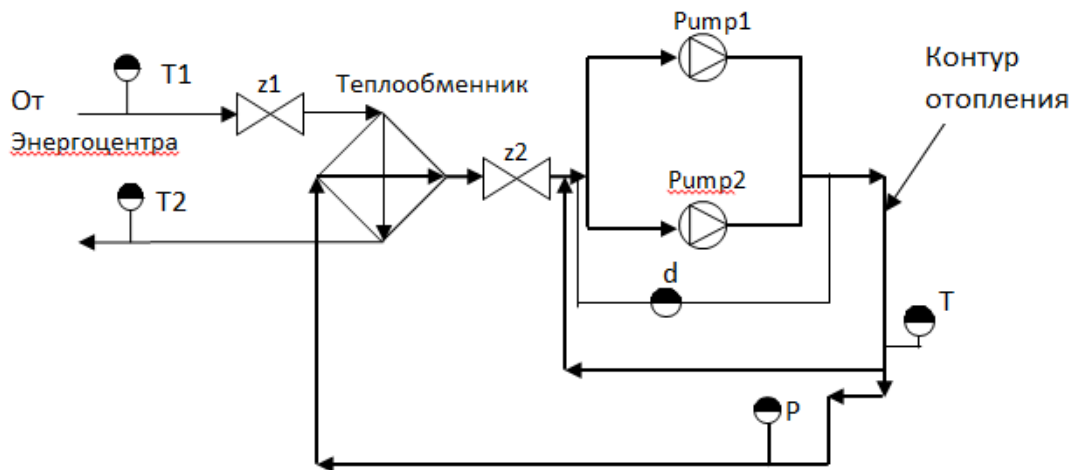 Pump1
T1
z1
Теплообменник
Контур
отопления
От
Энергоцентра
z2
T2
Pump2
d
T
P